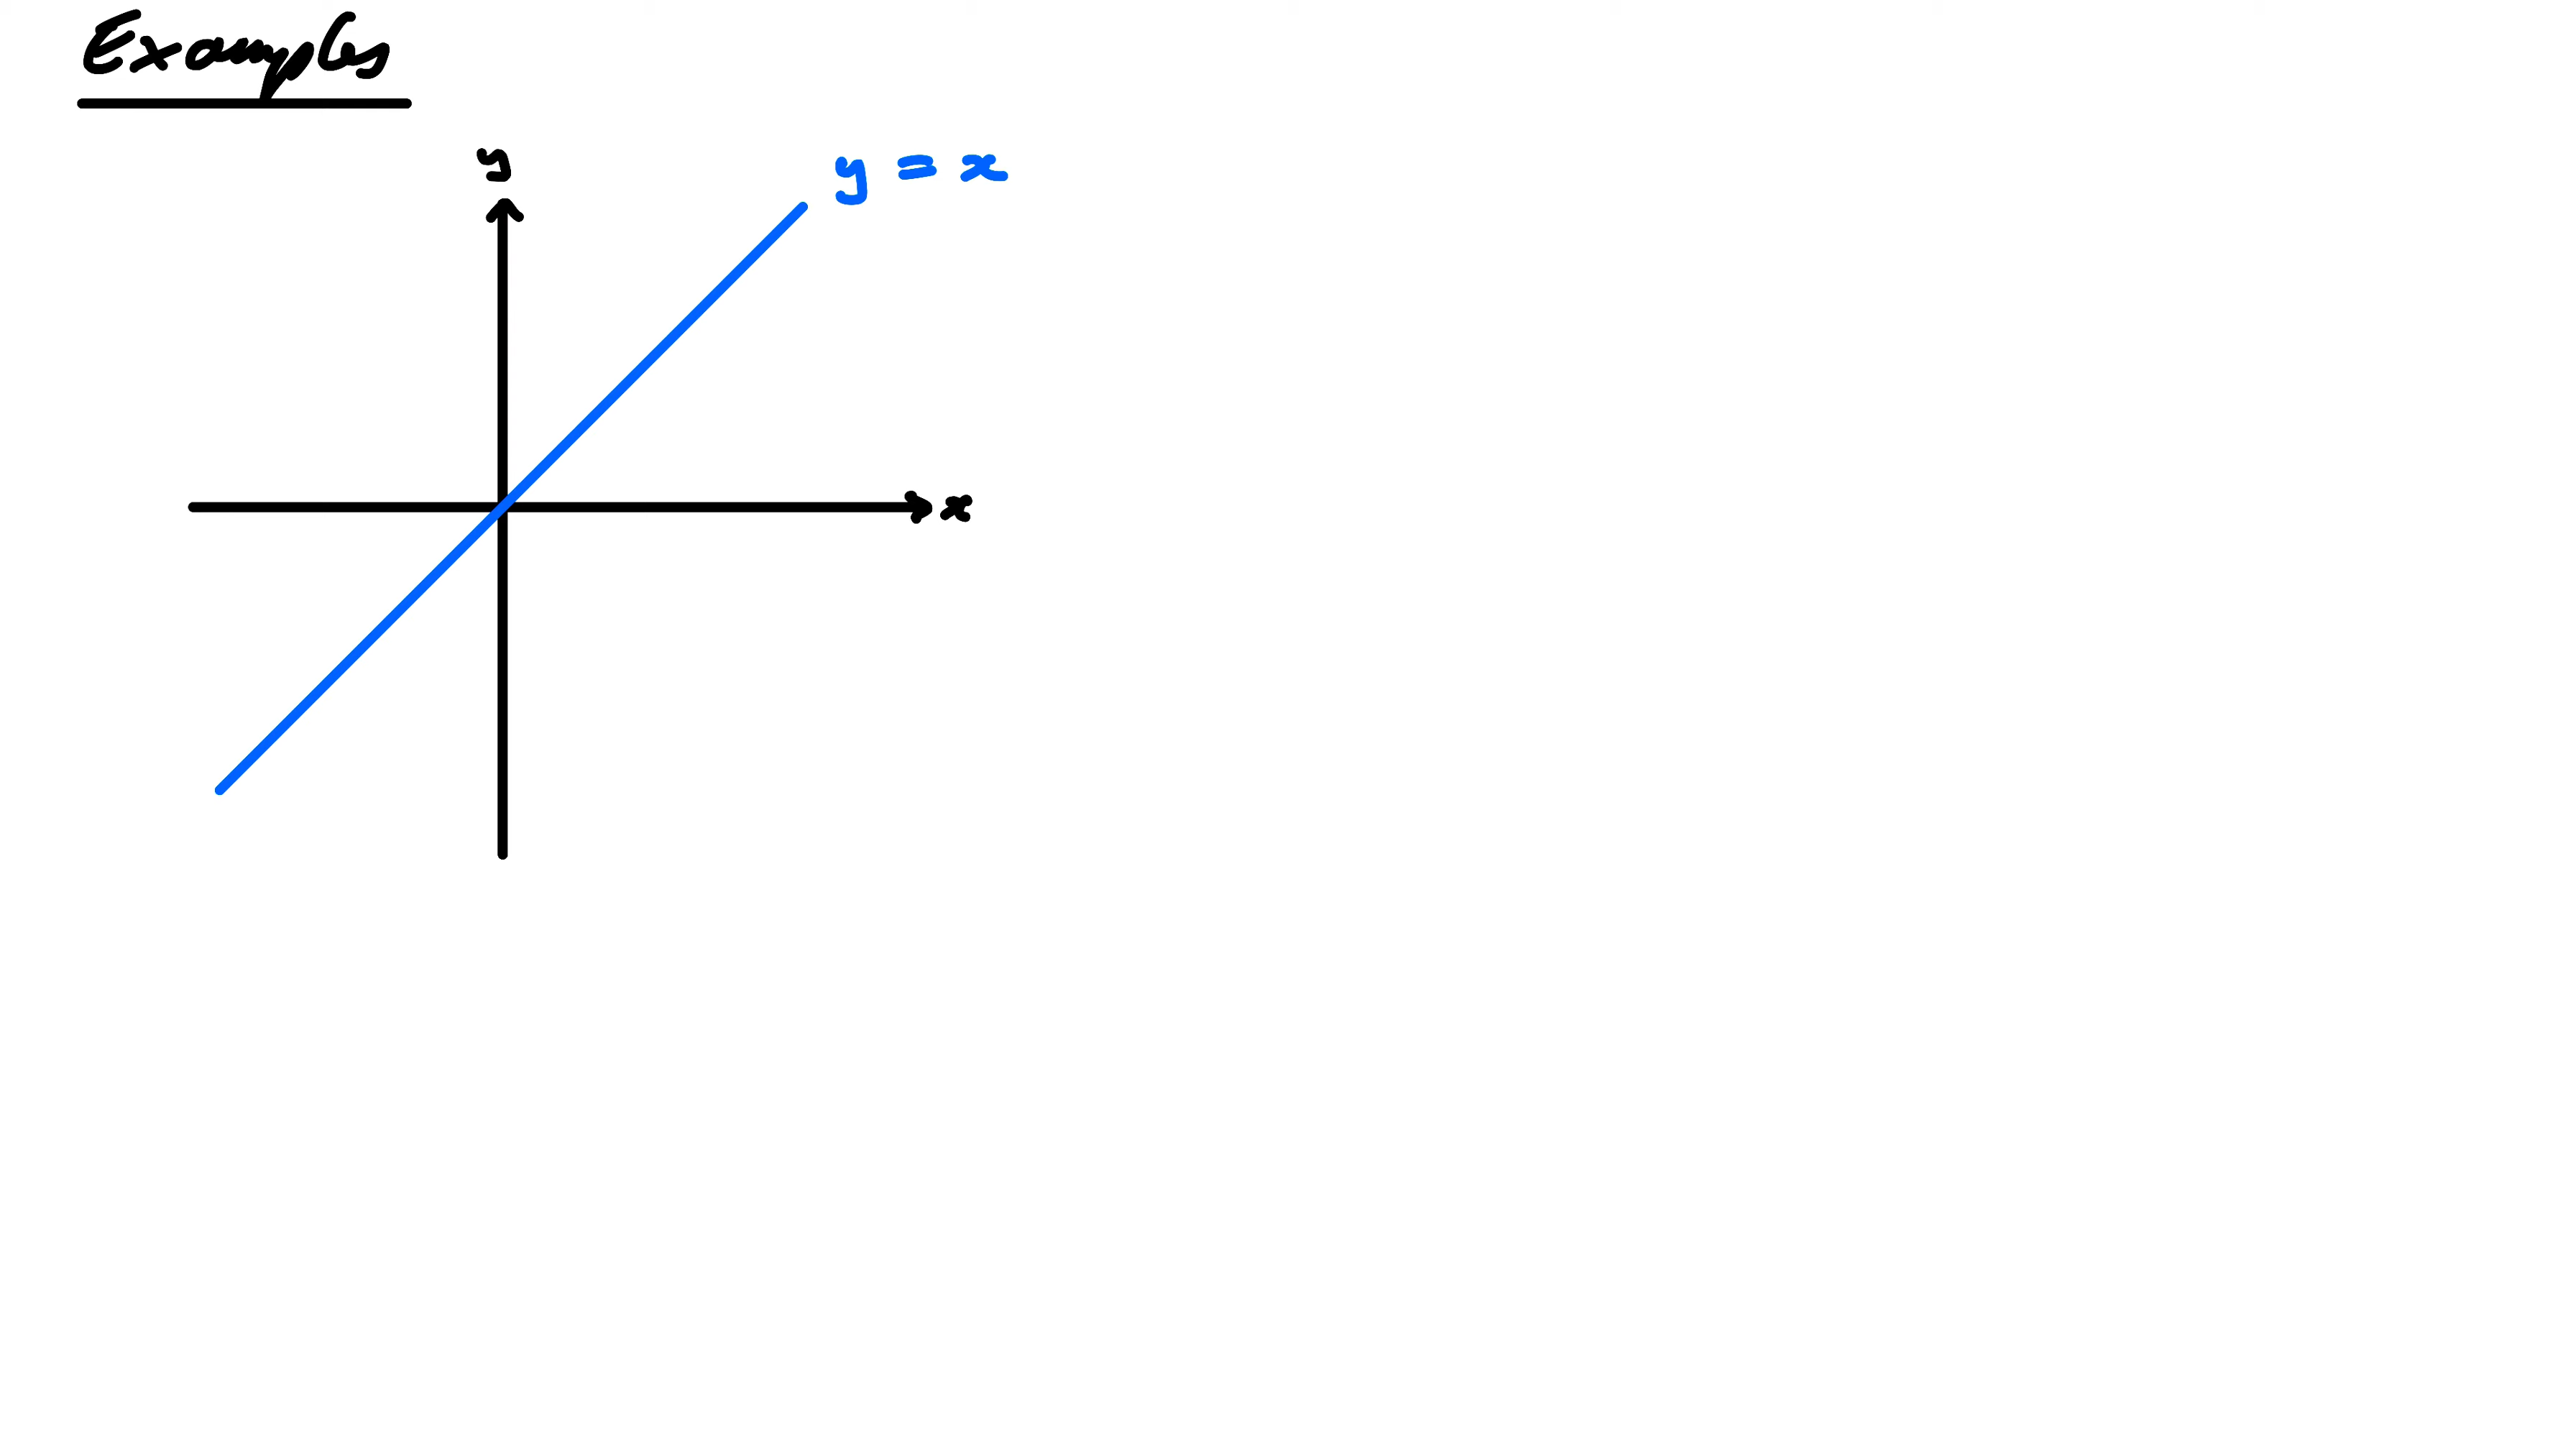 Examples
y
y = x
x